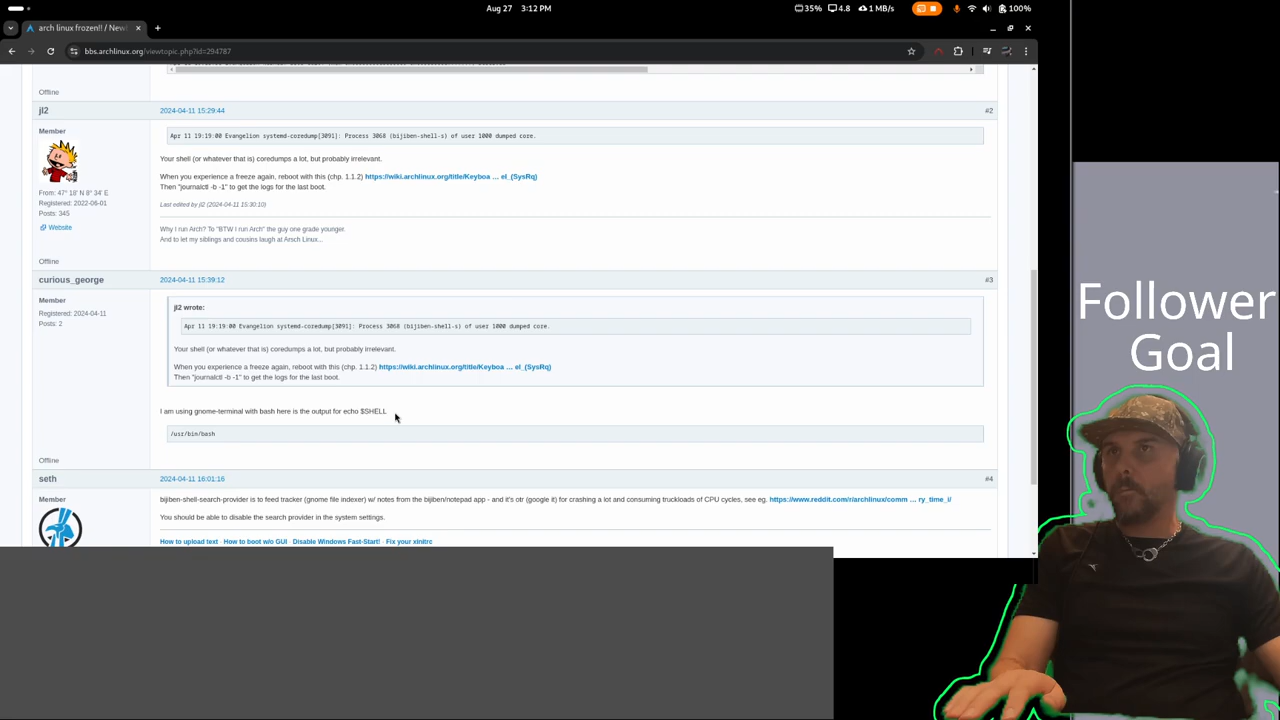 Aug 27 3:12 PM
35% 4.8 1 MB/s 100%
arch linux frozen!! / New
bbs.archlinux.org/viewtopic.php?id=294787
Offline
jl2 2024-04-11 15:29:44 #2
Member
Apr 11 19:19:00 Evangelion systemd-coredump[3091]: Process 3068 (bijiben-shell-s) of user 1000 dumped core.
Your shell (or whatever that is) coredumps a lot, but probably irrelevant.
When you experience a freeze again, reboot with this (chp. 1.1.2) https://wiki.archlinux.org/title/Keyboa … el_(SysRq)
Then "journalctl -b -1" to get the logs for the last boot.
From: 47° 18' N 8° 34' E
Registered: 2022-06-01
Posts: 345
Website
Last edited by jl2 (2024-04-11 15:30:10)
Why I run Arch? To "BTW I run Arch" the guy one grade younger.
And to let my siblings and cousins laugh at Arsch Linux...
Offline
curious_george 2024-04-11 15:39:12 #3
Member
Registered: 2024-04-11
Posts: 2
jl2 wrote:
Apr 11 19:19:00 Evangelion systemd-coredump[3091]: Process 3068 (bijiben-shell-s) of user 1000 dumped core.
Your shell (or whatever that is) coredumps a lot, but probably irrelevant.
When you experience a freeze again, reboot with this (chp. 1.1.2) https://wiki.archlinux.org/title/Keyboa … el_(SysRq)
Then "journalctl -b -1" to get the logs for the last boot.
I am using gnome-terminal with bash here is the output for echo $SHELL
/usr/bin/bash
Offline
seth 2024-04-11 16:01:16 #4
Member
bijiben-shell-search-provider is to feed tracker (gnome file indexer) w/ notes from the bijiben/notepad app - and it's otr (google it) for crashing a lot and consuming truckloads of CPU cycles, see eg. https://www.reddit.com/r/archlinux/comm … ry_time_i/
You should be able to disable the search provider in the system settings.
How to upload text · How to boot w/o GUI · Disable Windows Fast-Start! · Fix your xinitrc
Follower
Goal